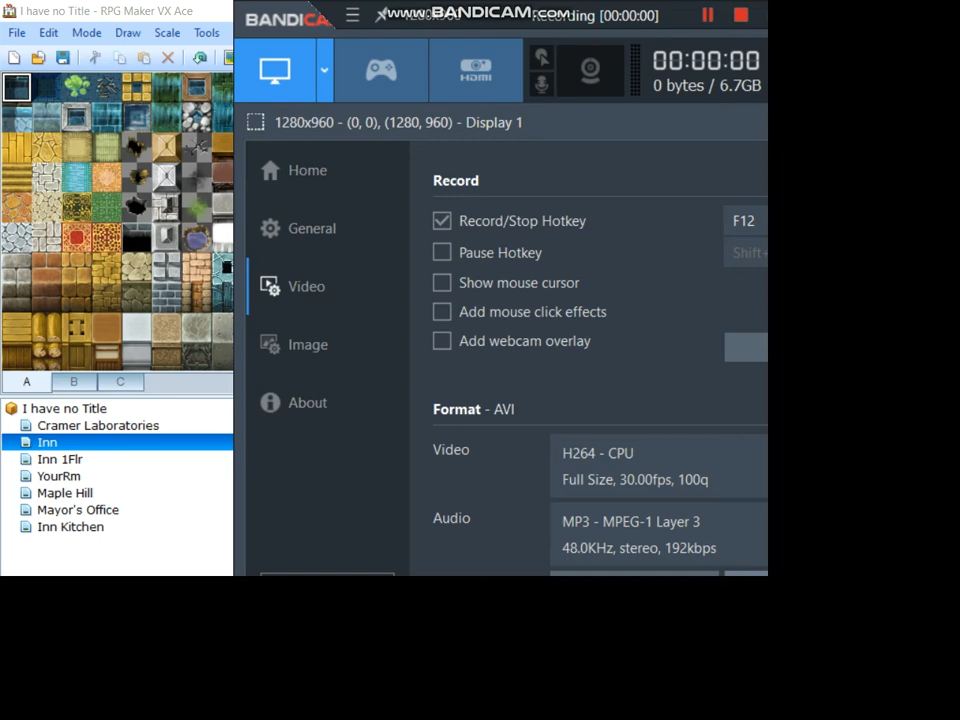 I have no Title - RPG Maker VX Ace
File Edit Mode Draw Scale Tools
A B C
I have no Title
Cramer Laboratories
Inn
Inn 1Flr
YourRm
Maple Hill
Mayor's Office
Inn Kitchen
BANDICA
www.BANDICAM.com
Recording [00:00:00]
HDMI
00:00:00
0 bytes / 6.7GB
1280x960 - (0, 0), (1280, 960) - Display 1
Home
General
Video
Image
About
Record
Record/Stop Hotkey F12
Pause Hotkey Shift+
Show mouse cursor
Add mouse click effects
Add webcam overlay
Format - AVI
Video
H264 - CPU
Full Size, 30.00fps, 100q
Audio
MP3 - MPEG-1 Layer 3
48.0KHz, stereo, 192kbps